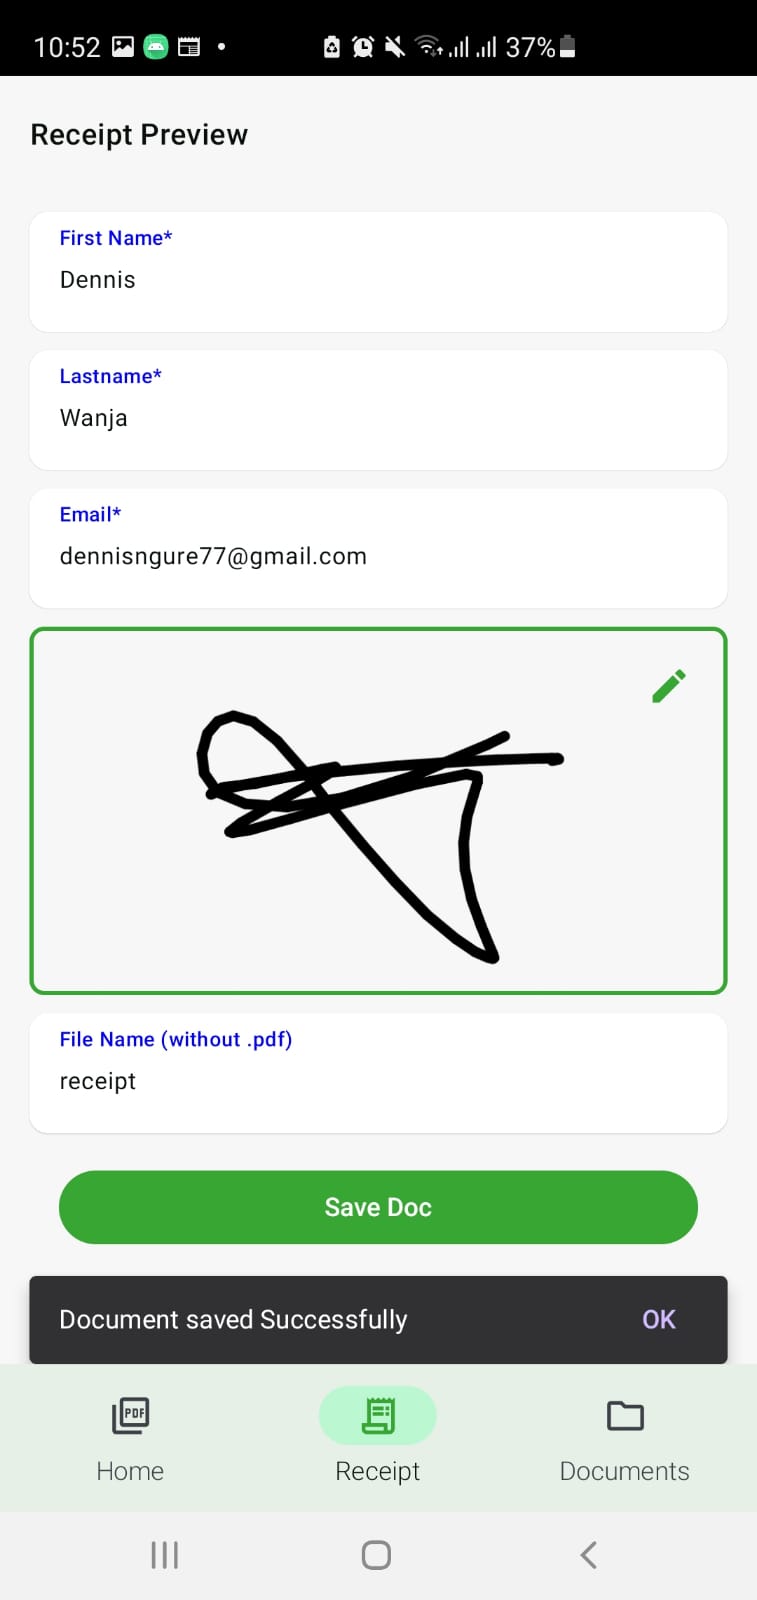 10:52 37%
Receipt Preview
First Name*
Dennis
Lastname*
Wanja
Email*
dennisngure77@gmail.com
File Name (without .pdf)
receipt
Save Doc
Document saved Successfully OK
PDF
Home Receipt Documents